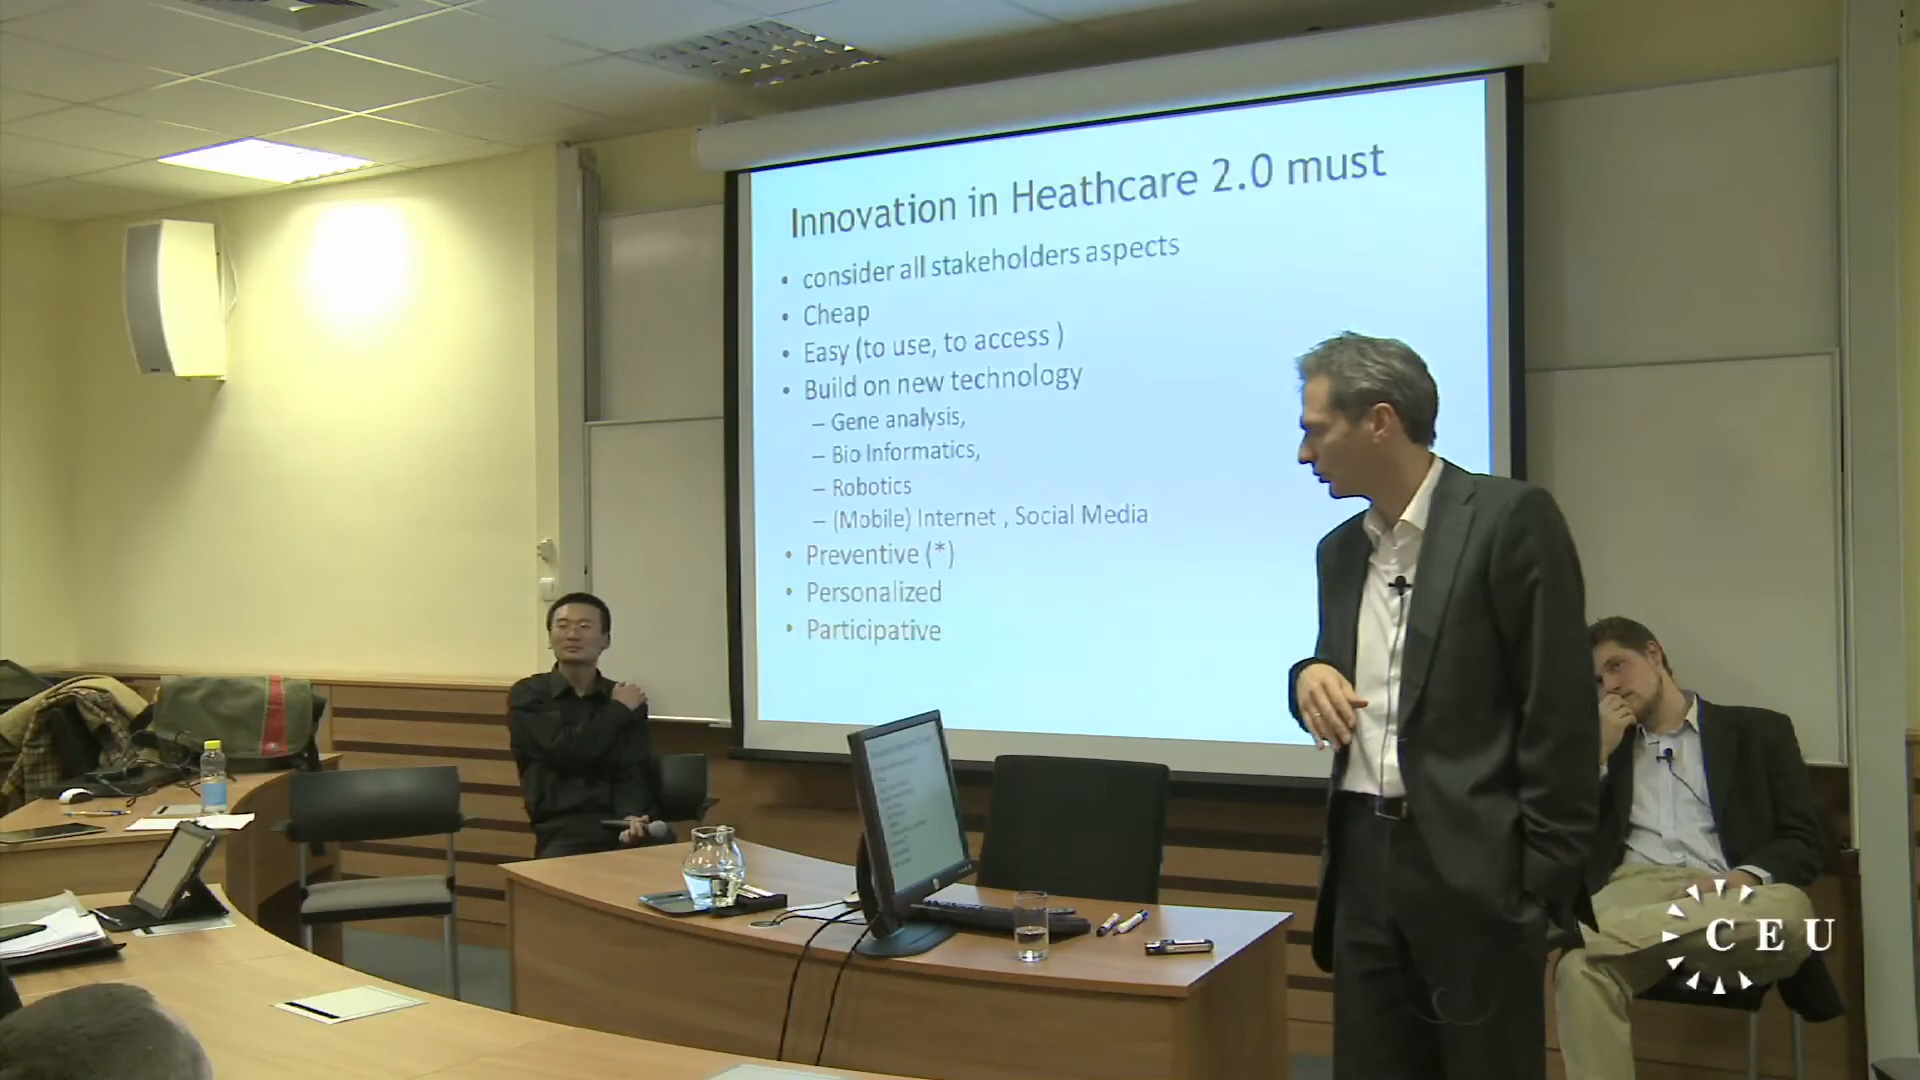 Innovation in Heathcare 2.0 must
• consider all stakeholders aspects
• Cheap
• Easy (to use, to access )
• Build on new technology
– Gene analysis,
– Bio Informatics,
– Robotics
– (Mobile) Internet , Social Media
• Preventive (*)
• Personalized
• Participative
CEU